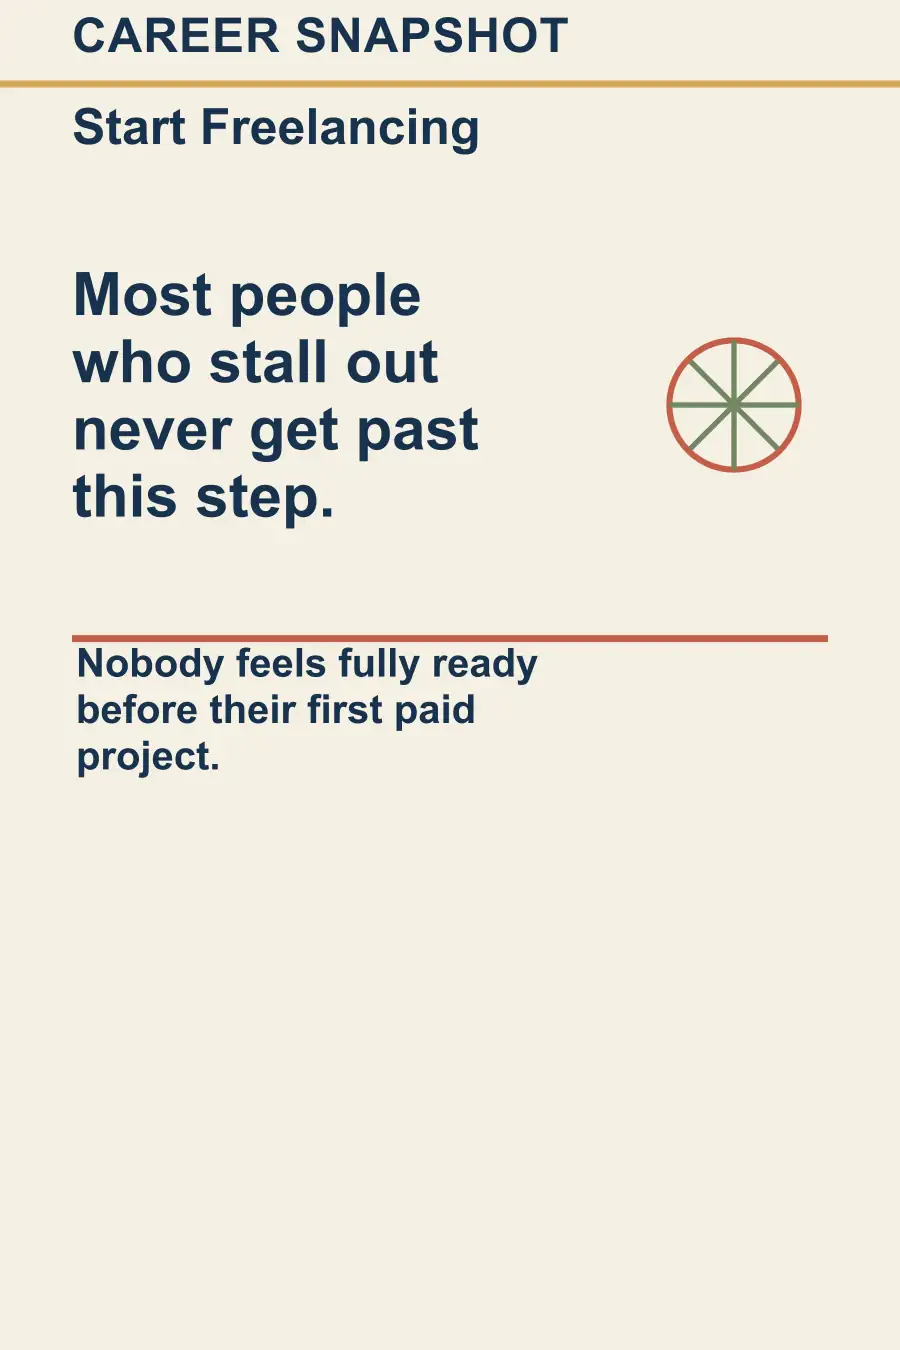 CAREER SNAPSHOT
Start Freelancing
Most people
who stall out
never get past
this step.
Nobody feels fully ready
before their first paid
project.